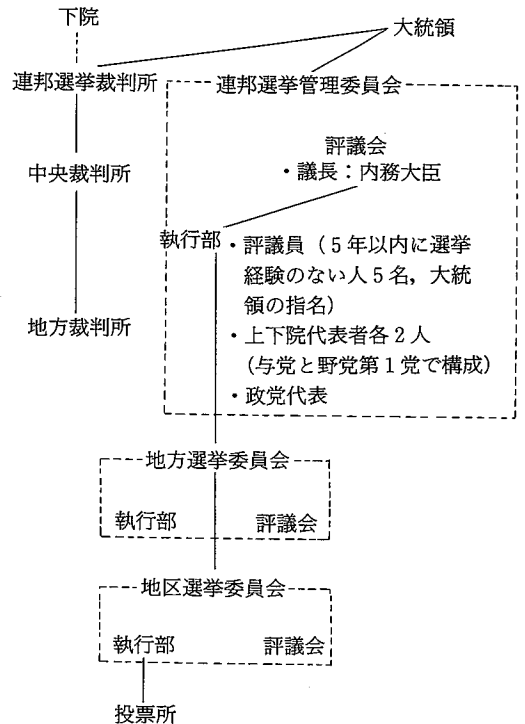 下院
大統領
連邦選挙裁判所
連邦選挙管理委員会
評議会
中央裁判所
・議長：内務大臣
執行部
・評議員（5年以内に選挙
経験のない人5名，大統
領の指名）
地方裁判所
・上下院代表者各2人
（与党と野党第1党で構成）
・政党代表
地方選挙委員会
執行部
評議会
地区選挙委員会
執行部
評議会
投票所